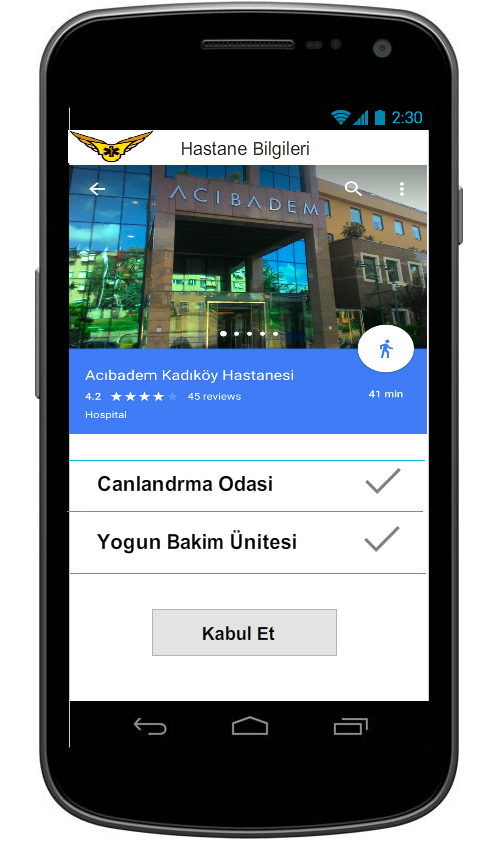 2:30
Hastane Bilgileri
ACIBADEM
Acıbadem Kadıköy Hastanesi
4.2 45 reviews
41 min
Hospital
Canlandrma Odasi
Yogun Bakim Ünitesi
Kabul Et